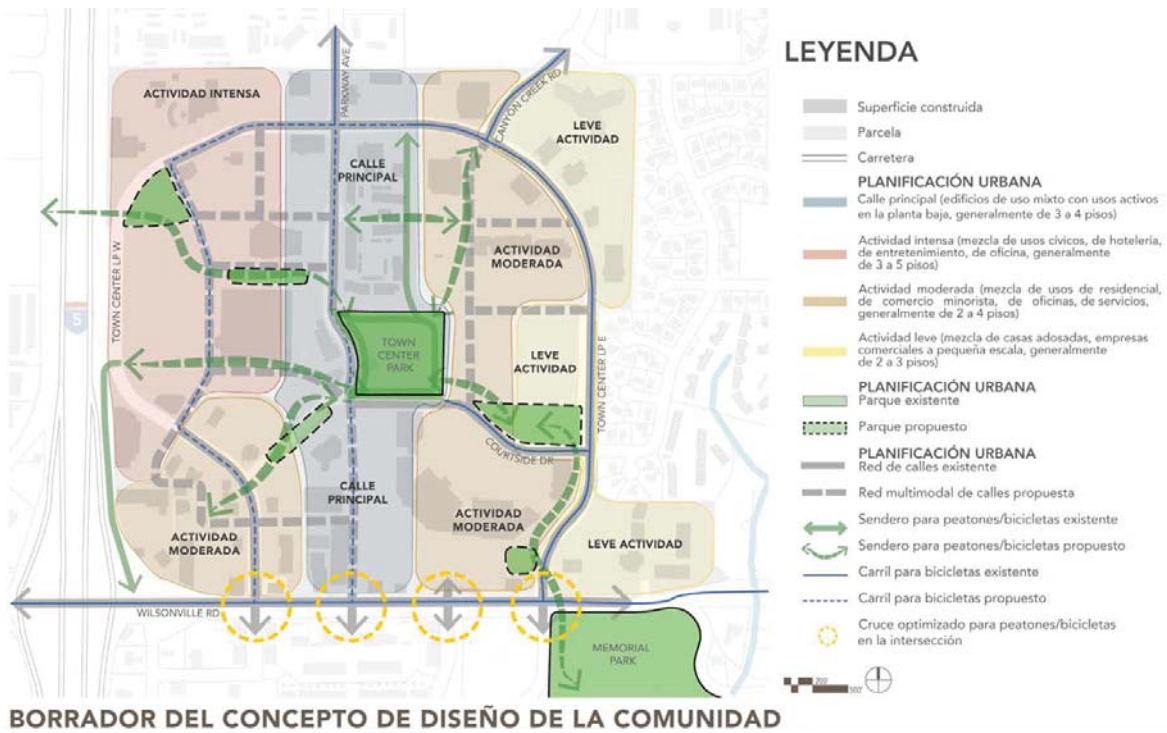 ACTIVIDAD INTENSA
PARKWAY AVE
CANYON CREEK RD
LEVE
ACTIVIDAD
CALLE
PRINCIPAL
TOWN CENTER LP W
5
ACTIVIDAD
MODERADA
TOWN
CENTER
PARK
LEVE
ACTIVIDAD
TOWN CENTER LP E
COURTSIDE DR
CALLE
PRINCIPAL
ACTIVIDAD
MODERADA
ACTIVIDAD
MODERADA
LEVE ACTIVIDAD
WILSONVILLE RD
MEMORIAL
PARK
LEYENDA
Superficie construida
Parcela
Carretera
PLANIFICACIÓN URBANA
Calle principal (edificios de uso mixto con usos activos
en la planta baja, generalmente de 3 a 4 pisos)
Actividad intensa (mezcla de usos cívicos, de hotelería,
de entretenimiento, de oficina, generalmente
de 3 a 5 pisos)
Actividad moderada (mezcla de usos de residencial,
de comercio minorista, de oficinas, de servicios,
generalmente de 2 a 4 pisos)
Actividad leve (mezcla de casas adosadas, empresas
comerciales a pequeña escala, generalmente
de 2 a 3 pisos)
PLANIFICACIÓN URBANA
Parque existente
Parque propuesto
PLANIFICACIÓN URBANA
Red de calles existente
Red multimodal de calles propuesta
Sendero para peatones/bicicletas existente
Sendero para peatones/bicicletas propuesto
Carril para bicicletas existente
Carril para bicicletas propuesto
Cruce optimizado para peatones/bicicletas
en la intersección
200'
500'
BORRADOR DEL CONCEPTO DE DISEÑO DE LA COMUNIDAD